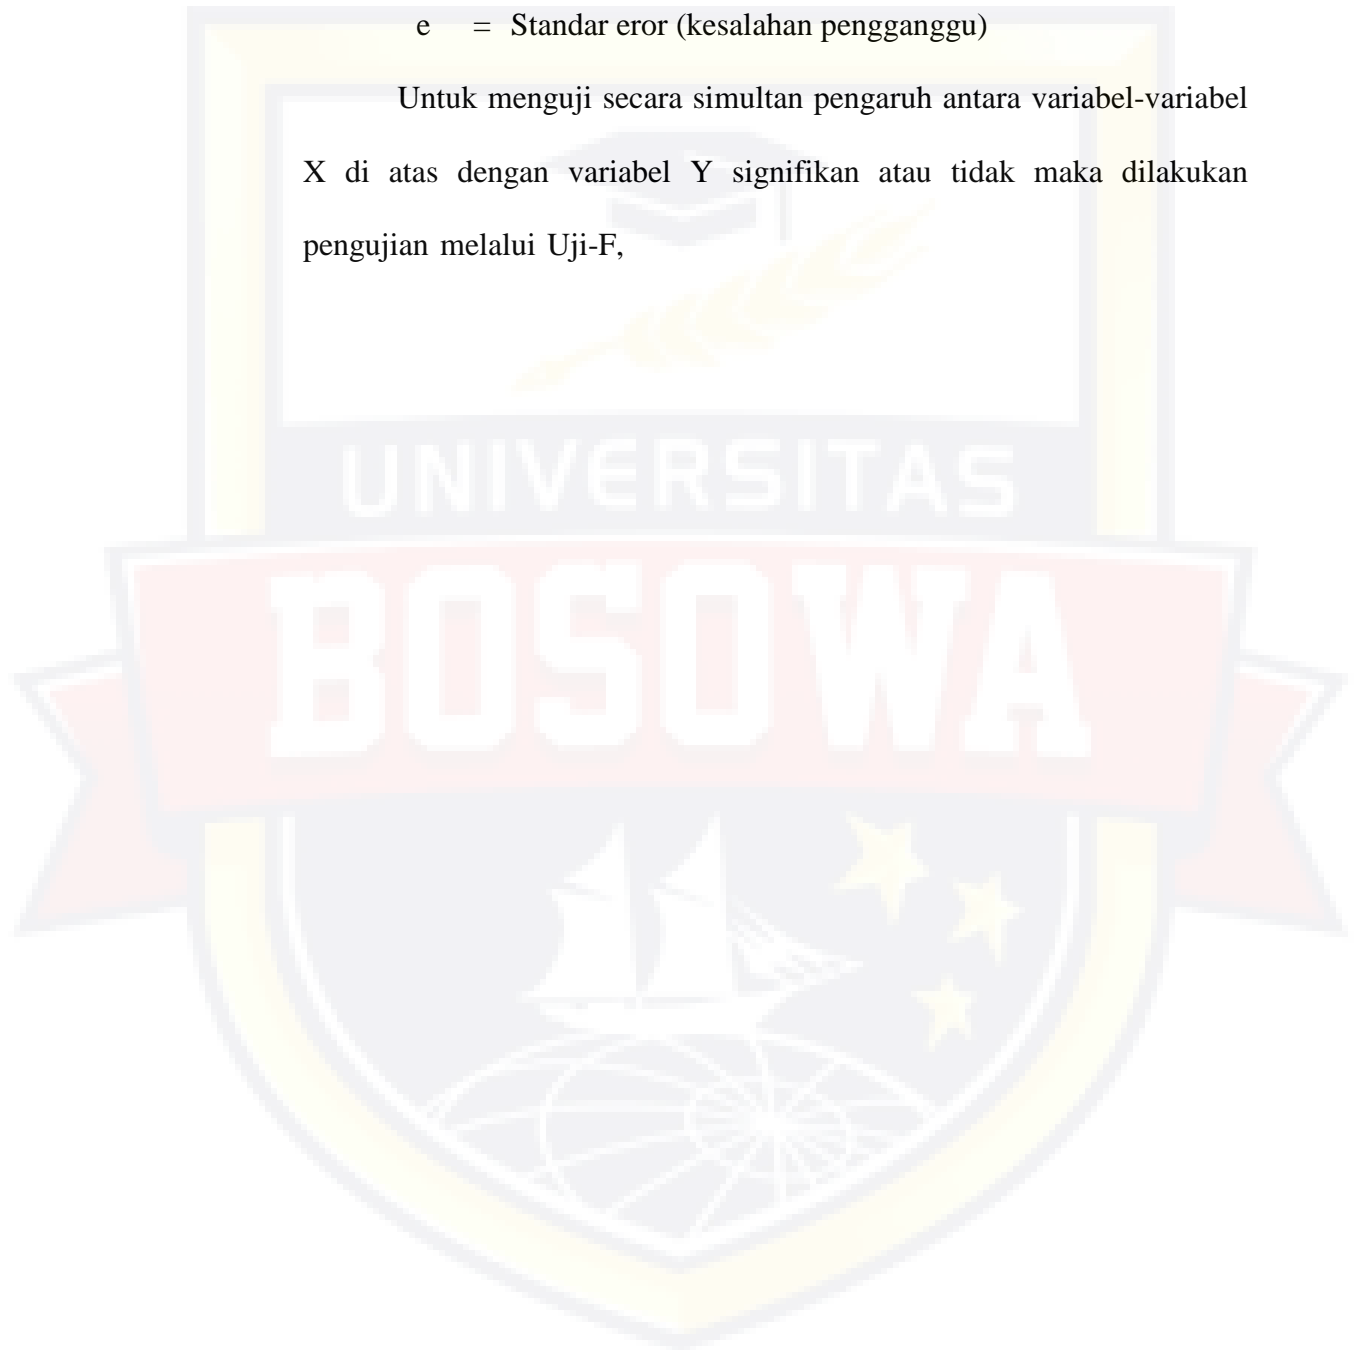 e = Standar eror (kesalahan pengganggu)
Untuk menguji secara simultan pengaruh antara variabel-variabel
X di atas dengan variabel Y signifikan atau tidak maka dilakukan
pengujian melalui Uji-F,
UNIVERSITAS
BOSOWA